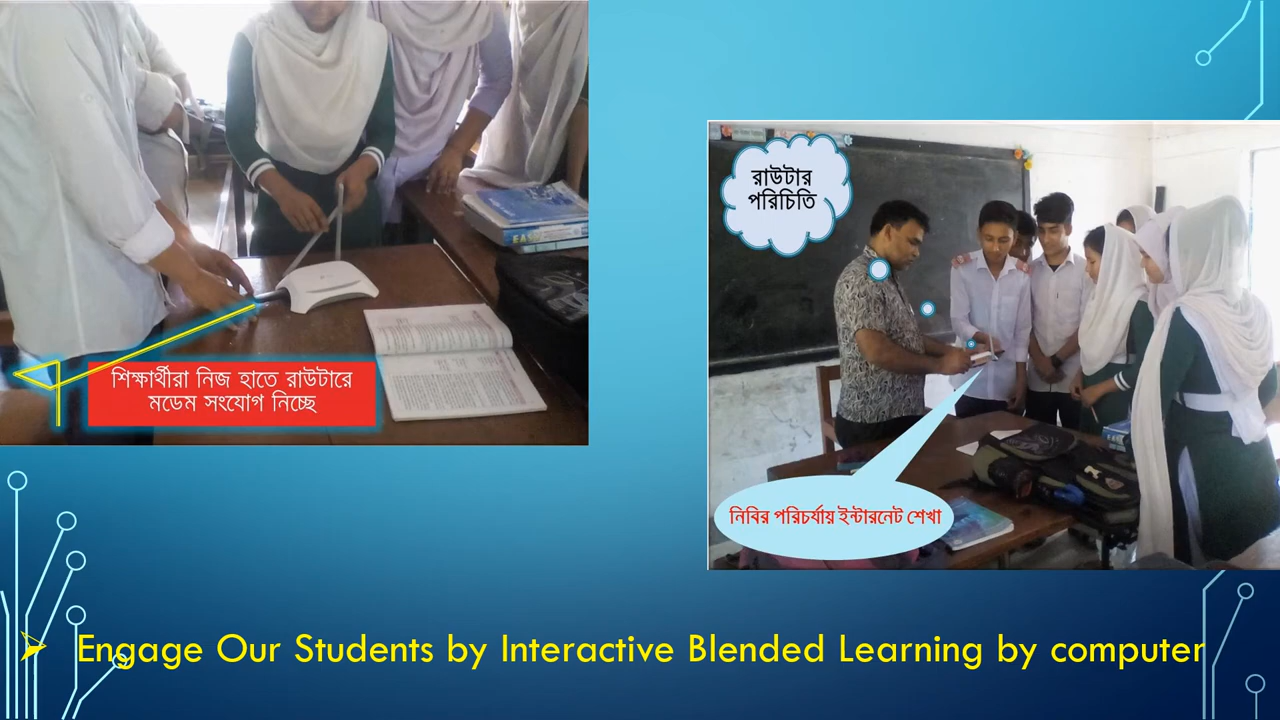 শিক্ষার্থীরা নিজ হাতে রাউটারে
মডেম সংযোগ নিচ্ছে
রাউটার
পরিচিতি
নিবির পরিচর্যায় ইন্টারনেট শেখা
Engage Our Students by Interactive Blended Learning by computer